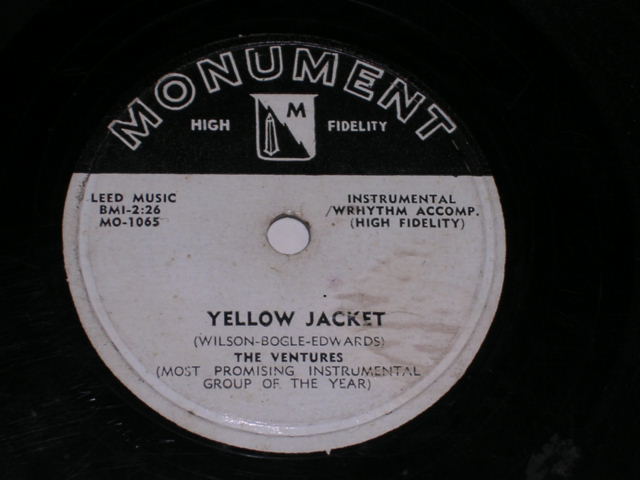 MONUMENT
HIGH M FIDELITY
LEED MUSIC
BMI-2:26
MO-1065
INSTRUMENTAL
/WRHYTHM ACCOMP.
(HIGH FIDELITY)
YELLOW JACKET
(WILSON-BOGLE-EDWARDS)
THE VENTURES
(MOST PROMISING INSTRUMENTAL
GROUP OF THE YEAR)